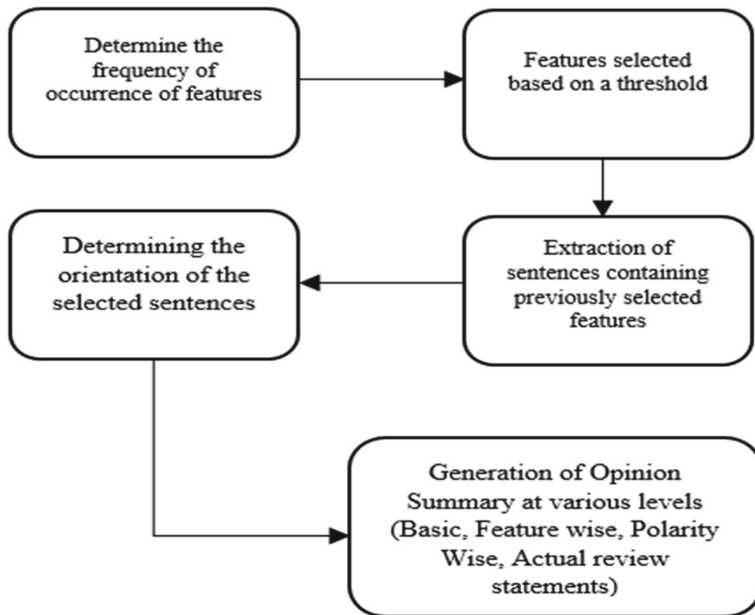 Determine the
frequency of
occurrence of features
Features selected
based on a threshold
Extraction of
sentences containing
previously selected
features
Determining the
orientation of the
selected sentences
Generation of Opinion
Summary at various levels
(Basic, Feature wise, Polarity
Wise, Actual review
statements)